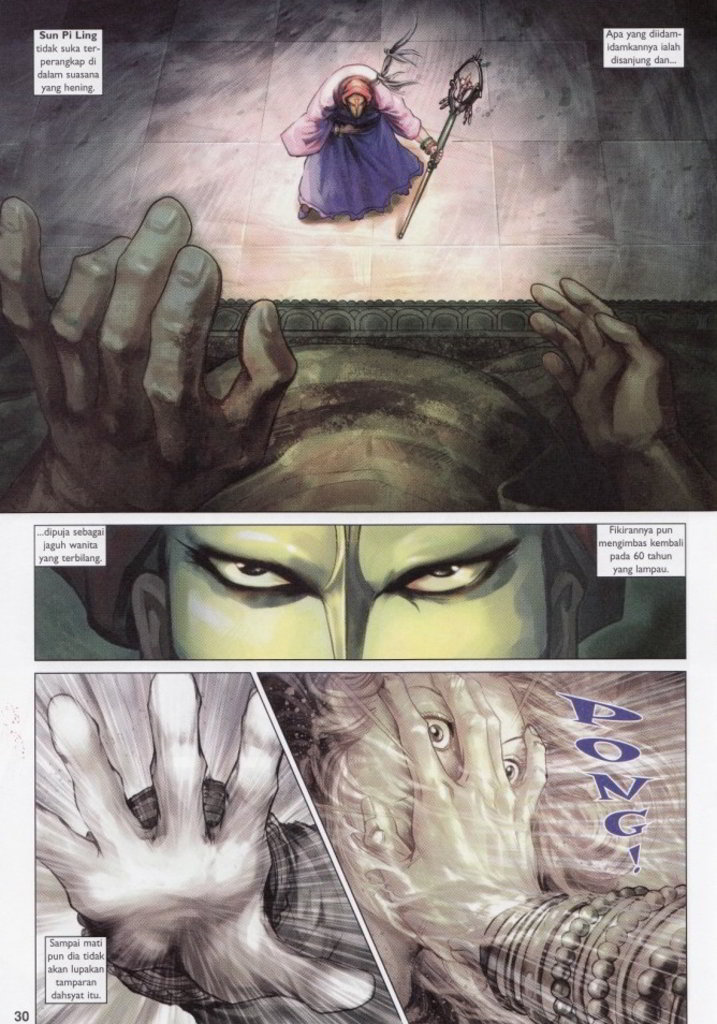 Sun Pi Ling
tidak suka ter-
perangkap di
dalam suasana
yang hening.
Apa yang diidam-
idamkannya ialah
disanjung dan...
...dipuja sebagai
jaguh wanita
yang terbilang.
Fikirannya pun
mengimbas kembali
pada 60 tahun
yang lampau.
PONG!
Sampai mati
pun dia tidak
akan lupakan
tamparan
dahsyat itu.
30